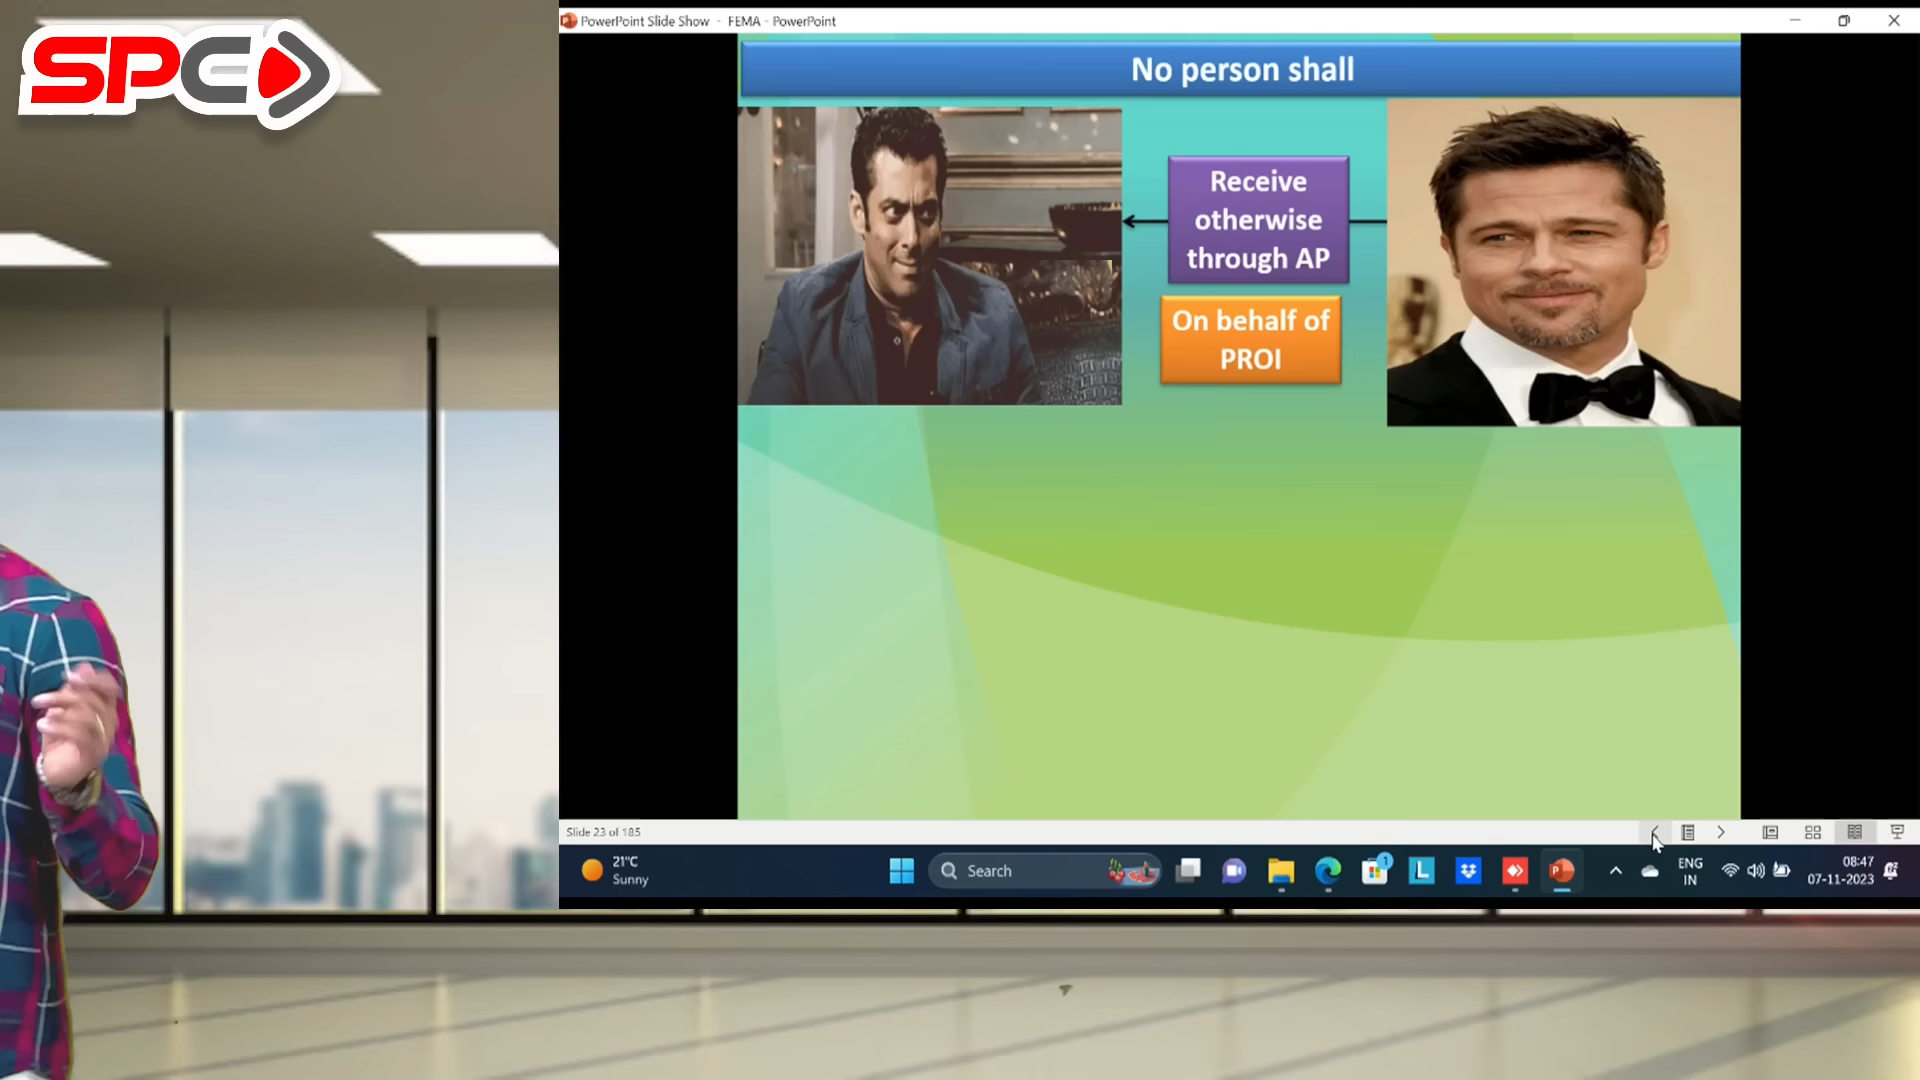 SPC
PowerPoint Slide Show - FEMA - PowerPoint
No person shall
Receive
otherwise
through AP
On behalf of
PROI
Slide 23 of 185
21°C
Sunny
Search
L
1
ENG
IN
08:47
07-11-2023